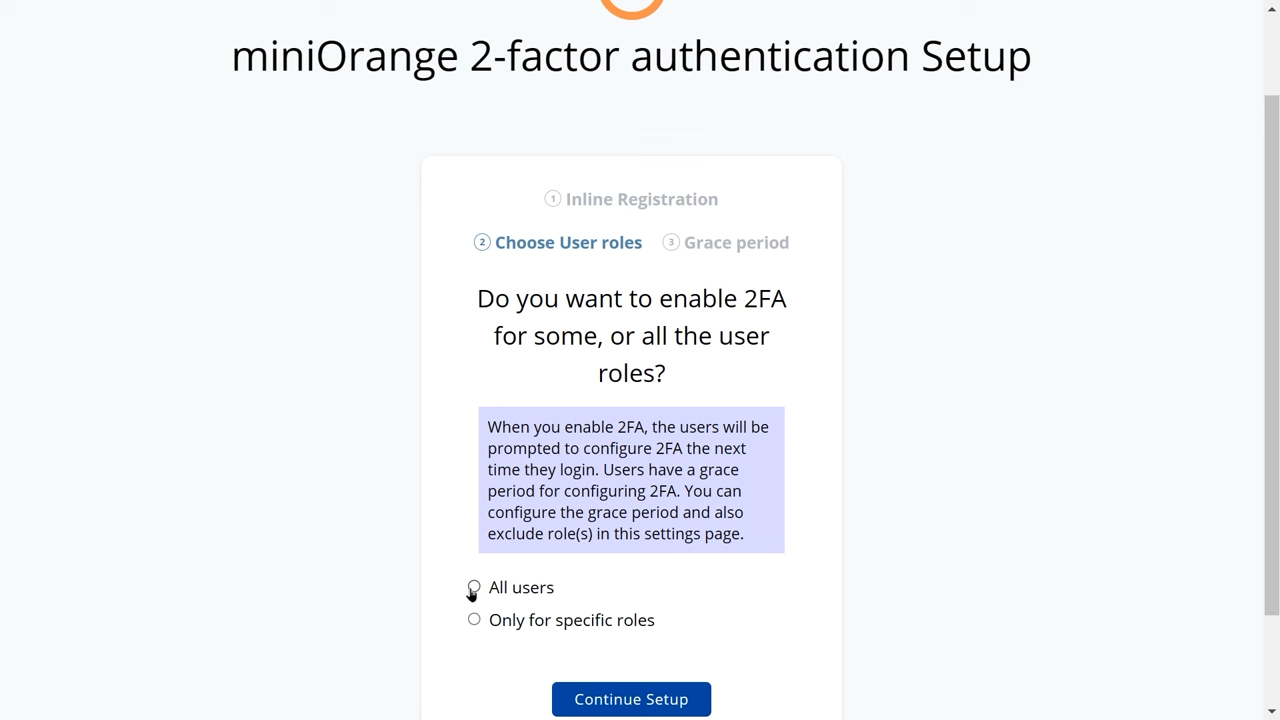 miniOrange 2-factor authentication Setup
1 Inline Registration
2 Choose User roles 3 Grace period
Do you want to enable 2FA
for some, or all the user
roles?
When you enable 2FA, the users will be
prompted to configure 2FA the next
time they login. Users have a grace
period for configuring 2FA. You can
configure the grace period and also
exclude role(s) in this settings page.
All users
Only for specific roles
Continue Setup